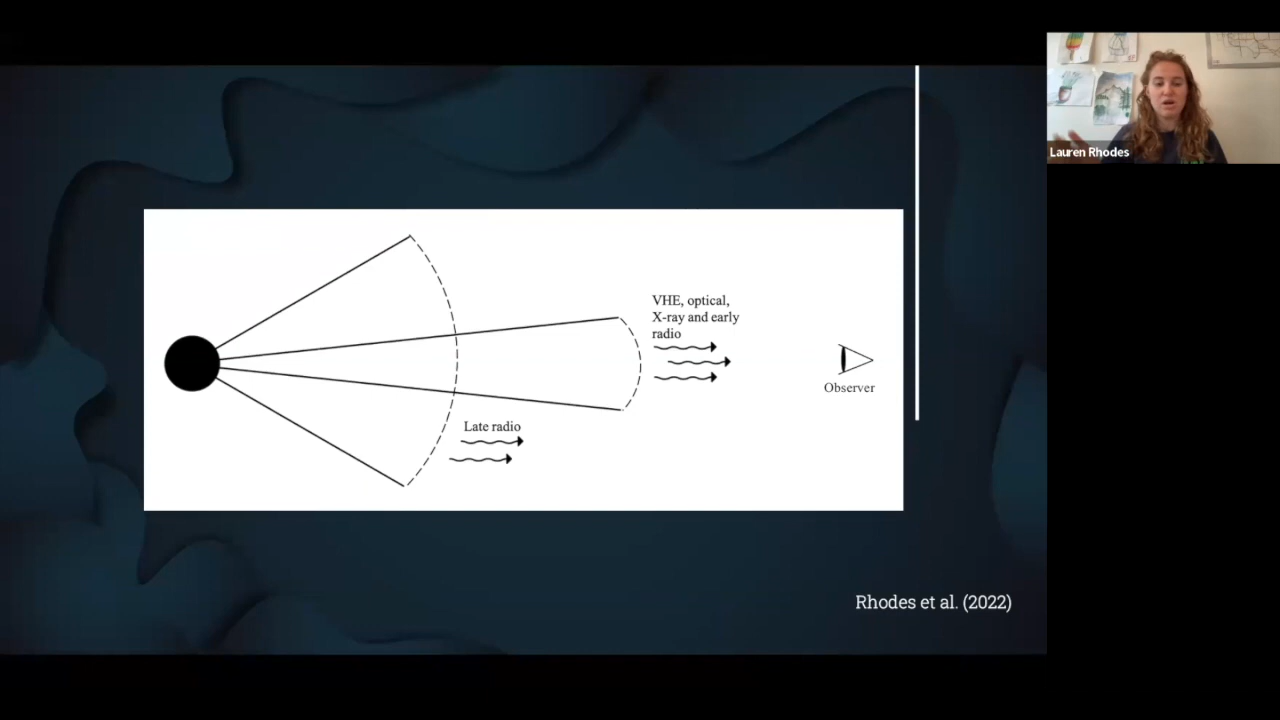 Lauren Rhodes
VHE, optical,
X-ray and early
radio
Observer
Late radio
Rhodes et al. (2022)